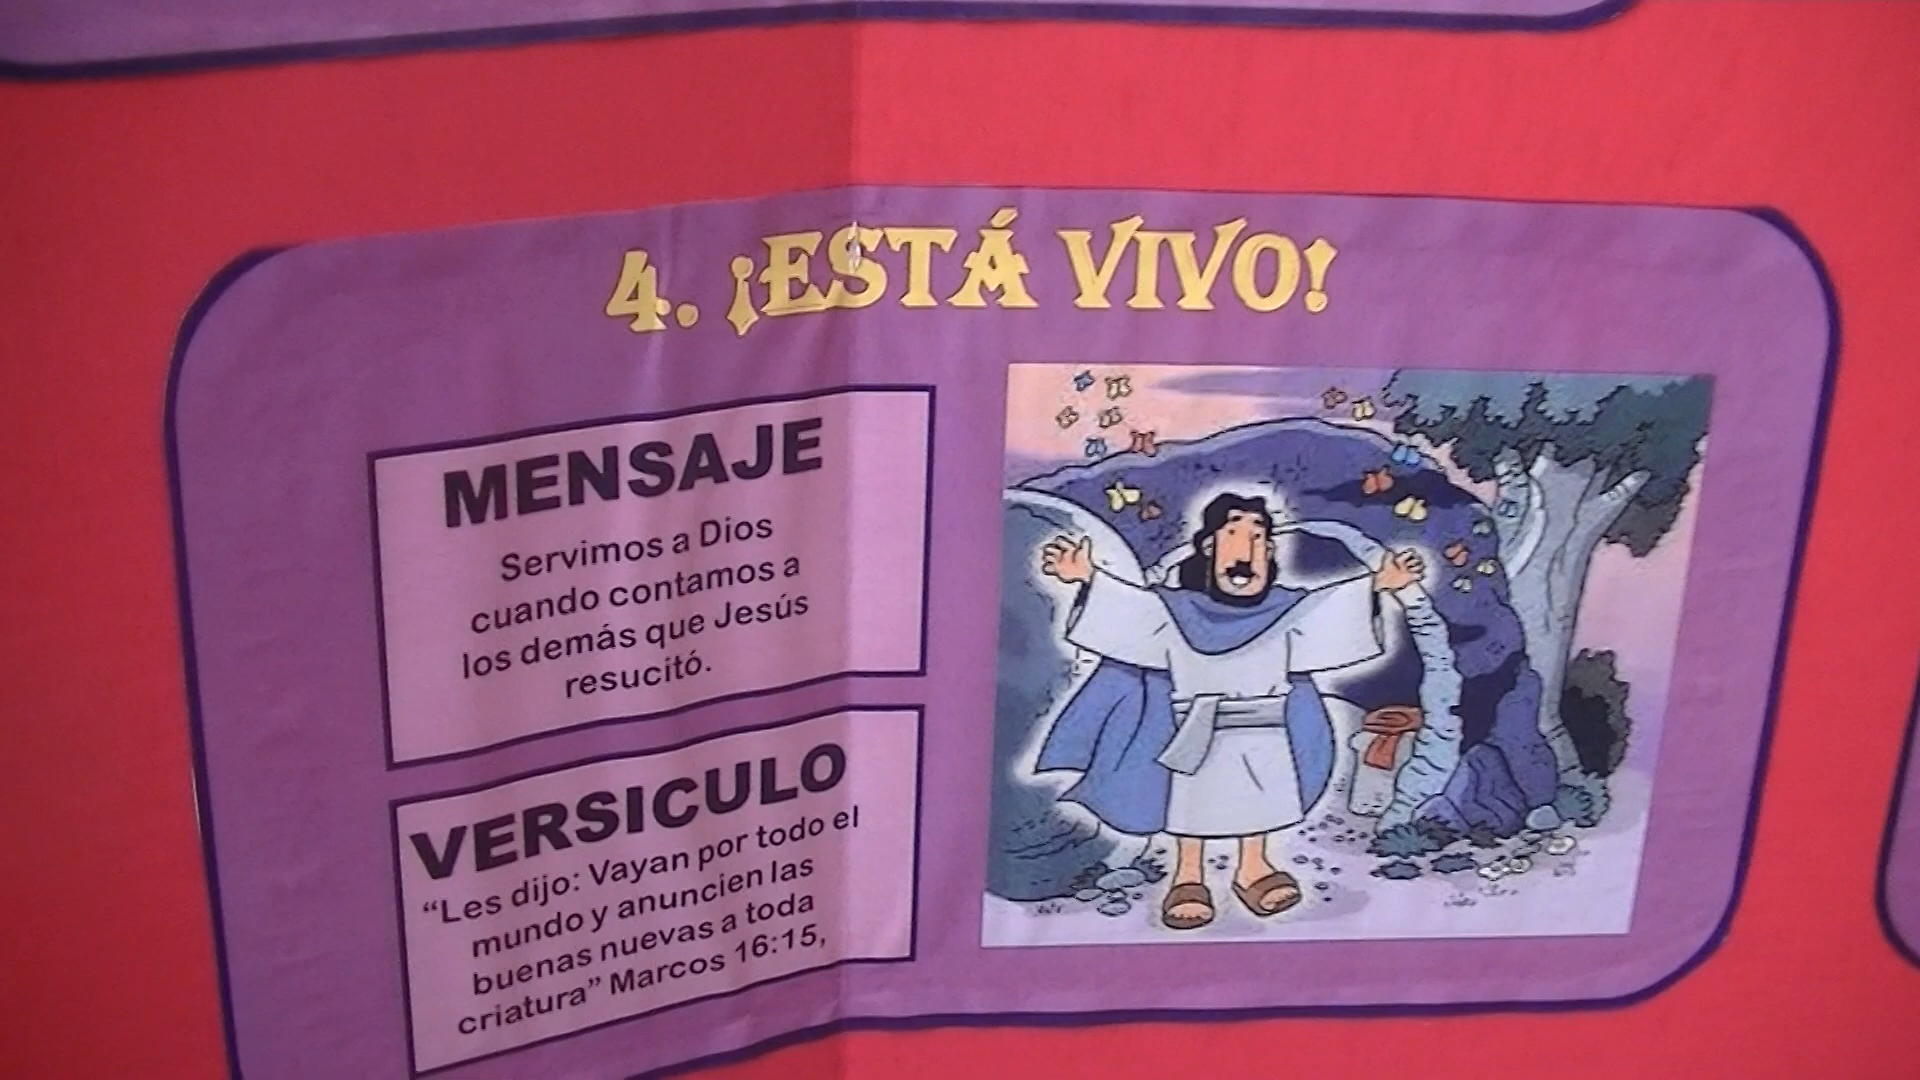 4. ¡ESTÁ VIVO!
MENSAJE
Servimos a Dios
cuando contamos a
los demás que Jesús
resucitó.
VERSICULO
“Les dijo: Vayan por todo el
mundo y anuncien las
buenas nuevas a toda
criatura” Marcos 16:15,